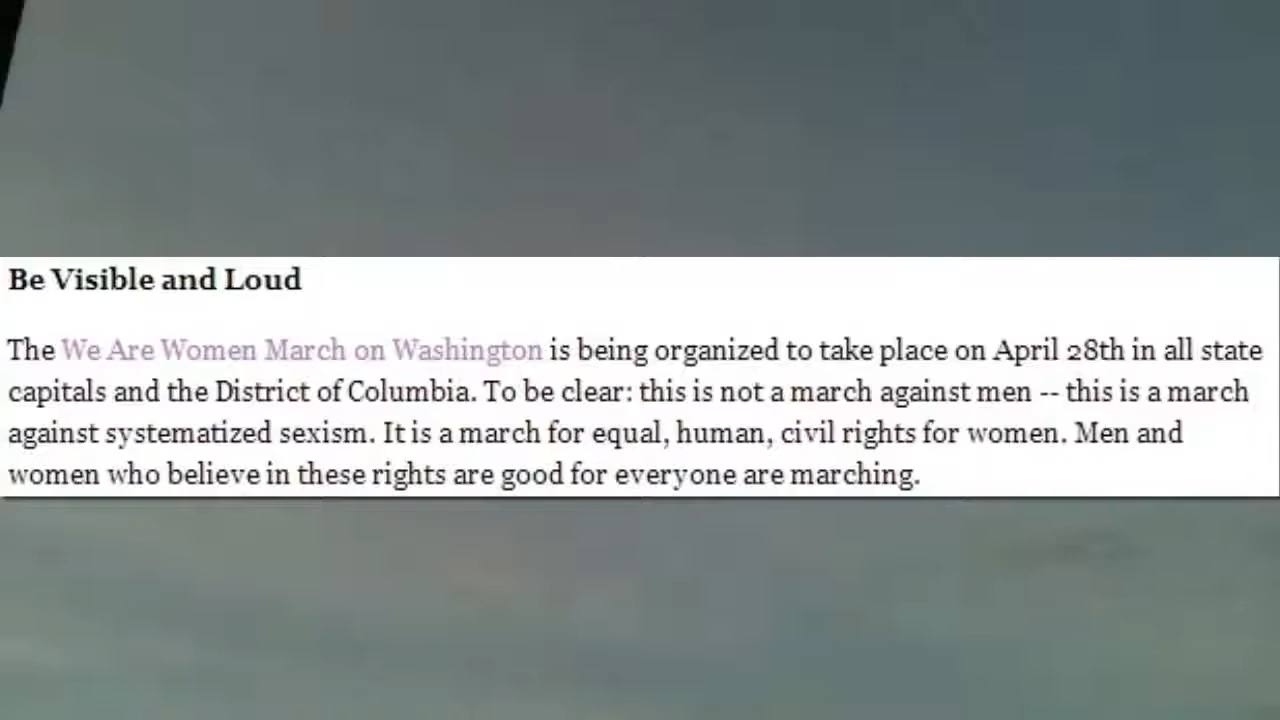 Be Visible and Loud
The We Are Women March on Washington is being organized to take place on April 28th in all state
capitals and the District of Columbia. To be clear: this is not a march against men -- this is a march
against systematized sexism. It is a march for equal, human, civil rights for women. Men and
women who believe in these rights are good for everyone are marching.